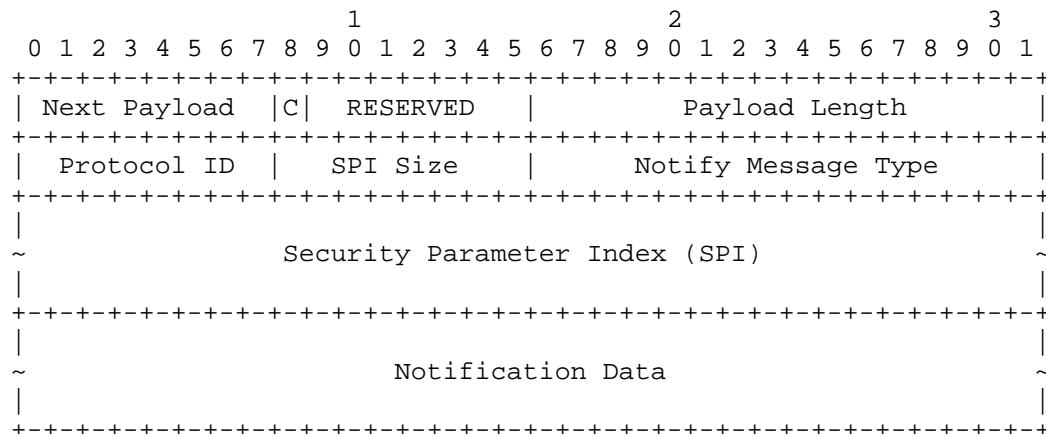 1                   2                   3
 0 1 2 3 4 5 6 7 8 9 0 1 2 3 4 5 6 7 8 9 0 1 2 3 4 5 6 7 8 9 0 1
+-+-+-+-+-+-+-+-+-+-+-+-+-+-+-+-+-+-+-+-+-+-+-+-+-+-+-+-+-+-+-+-+
| Next Payload  |C|  RESERVED   |         Payload Length        |
+-+-+-+-+-+-+-+-+-+-+-+-+-+-+-+-+-+-+-+-+-+-+-+-+-+-+-+-+-+-+-+-+
|  Protocol ID  |   SPI Size    |      Notify Message Type      |
+-+-+-+-+-+-+-+-+-+-+-+-+-+-+-+-+-+-+-+-+-+-+-+-+-+-+-+-+-+-+-+-+
|                                                               |
~                Security Parameter Index (SPI)                 ~
|                                                               |
+-+-+-+-+-+-+-+-+-+-+-+-+-+-+-+-+-+-+-+-+-+-+-+-+-+-+-+-+-+-+-+-+
|                                                               |
~                       Notification Data                       ~
|                                                               |
+-+-+-+-+-+-+-+-+-+-+-+-+-+-+-+-+-+-+-+-+-+-+-+-+-+-+-+-+-+-+-+-+